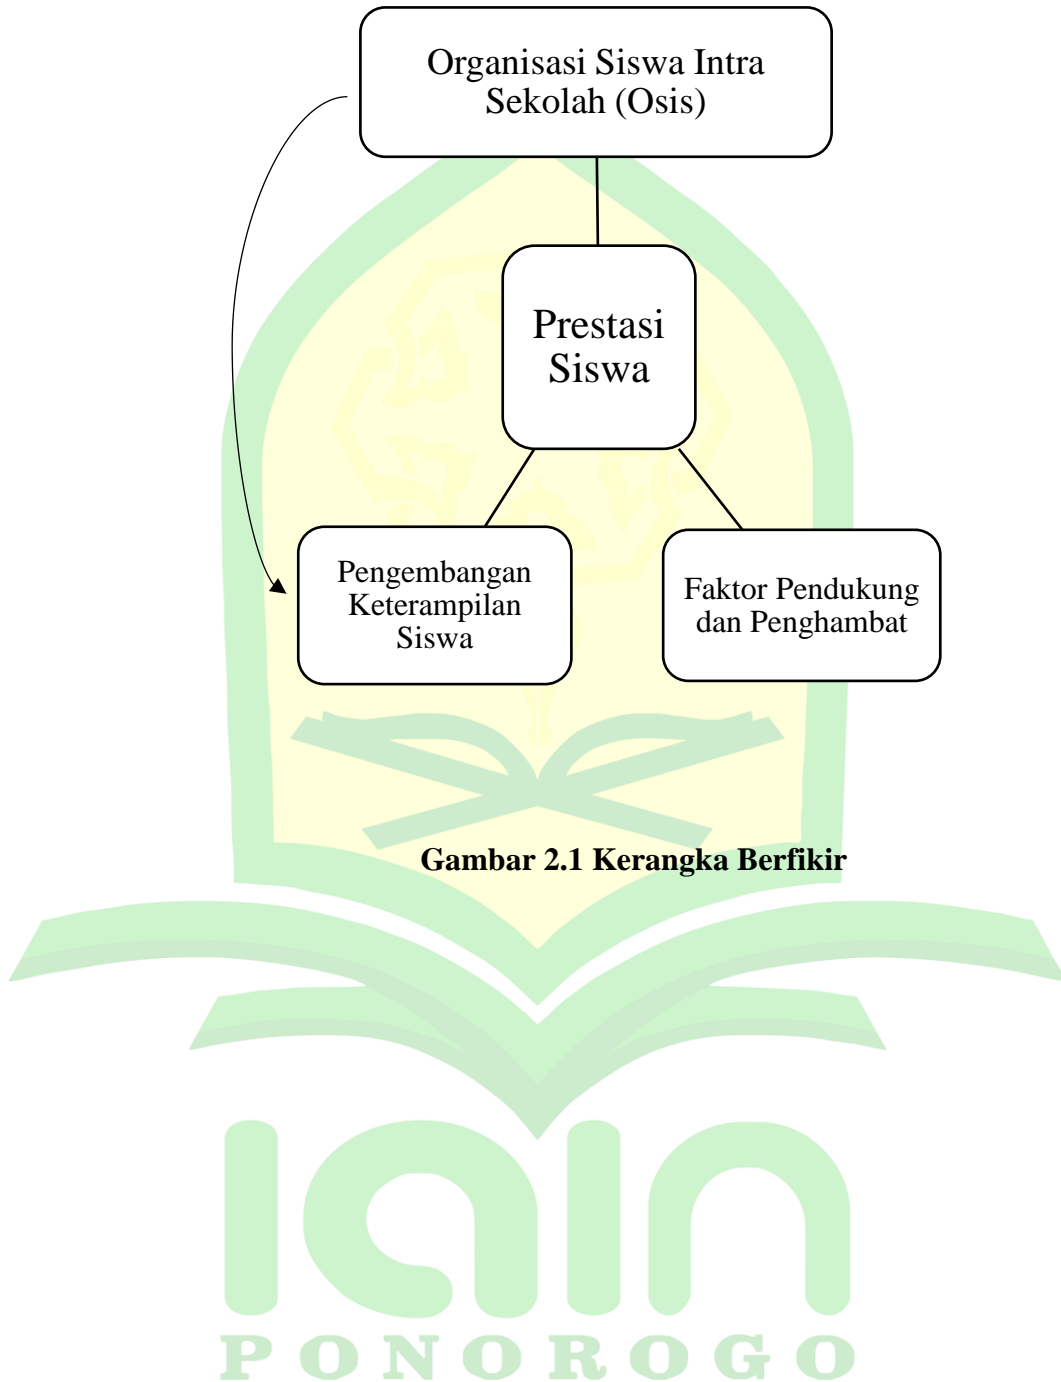 Organisasi Siswa Intra
Sekolah (Osis)
Prestasi
Siswa
Pengembangan
Keterampilan
Siswa
Faktor Pendukung
dan Penghambat
Gambar 2.1 Kerangka Berfikir
iain
PONOROGO